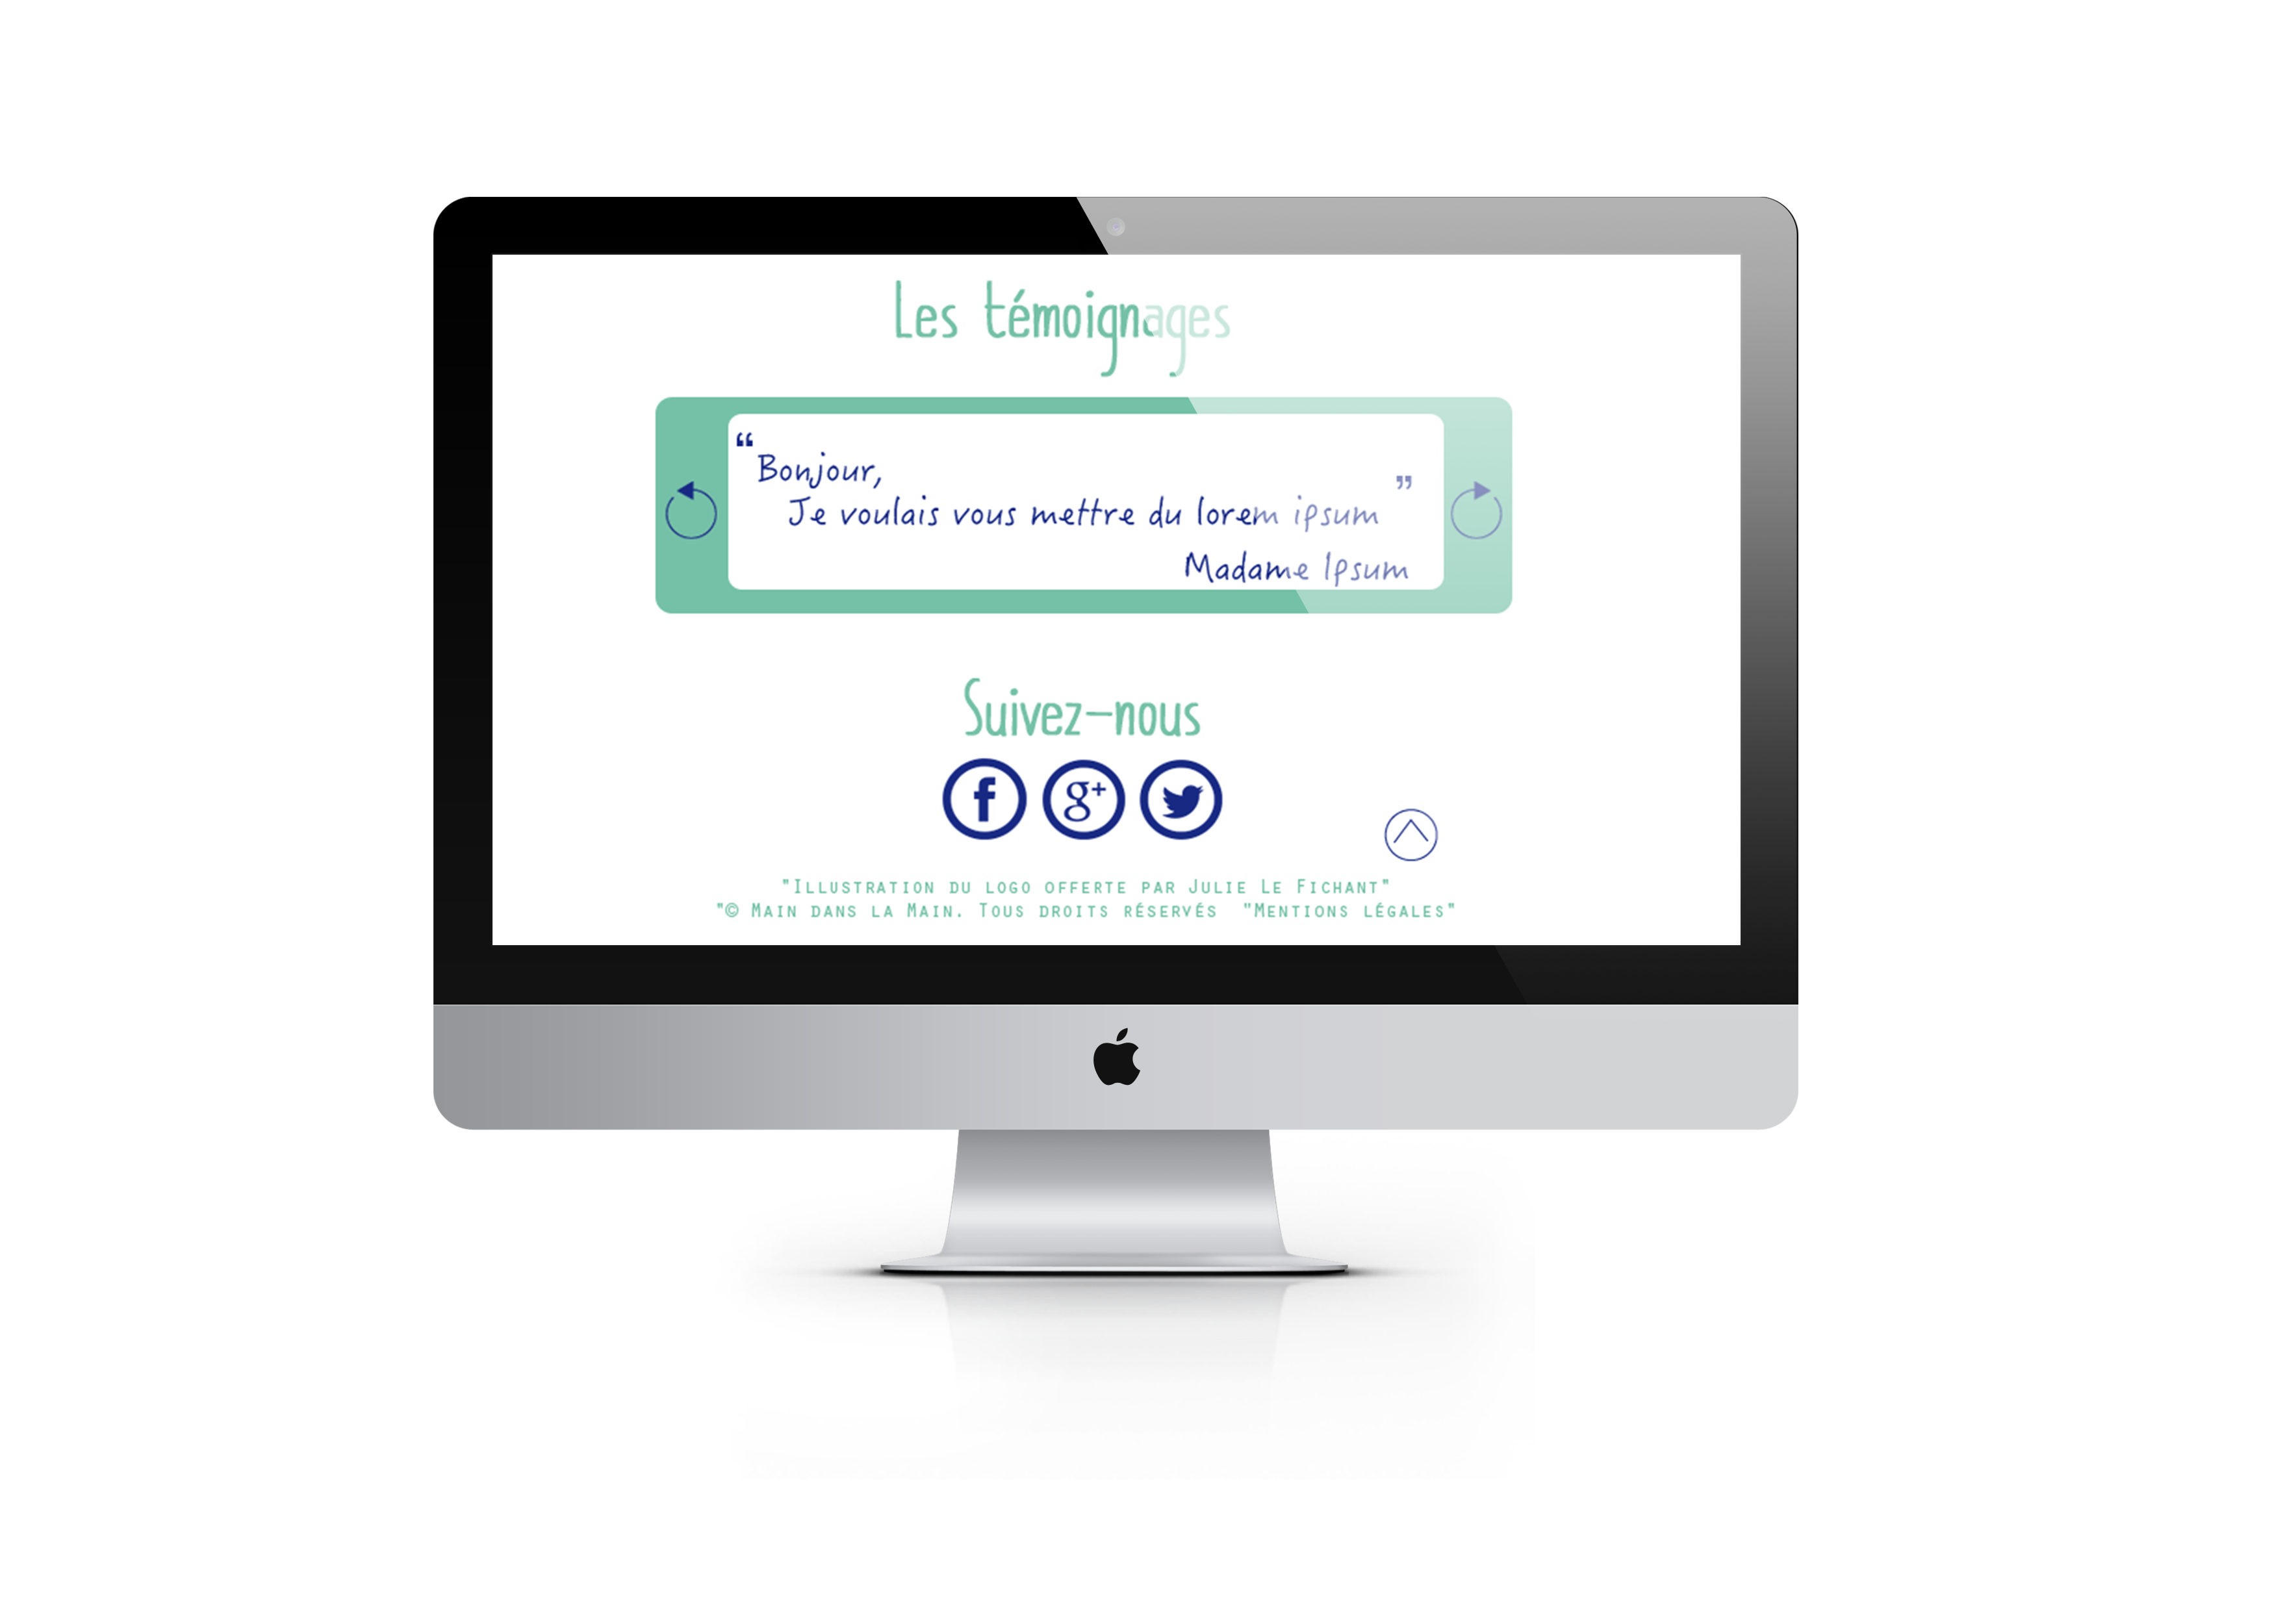 Les témoignages
“
Bonjour,
”
Je voulais vous mettre du lorem ipsum
Madame Ipsum
Suivez-nous
f g+
"Illustration du logo offerte par Julie Le Fichant"
"© Main dans la Main. Tous droits réservés "Mentions légales"